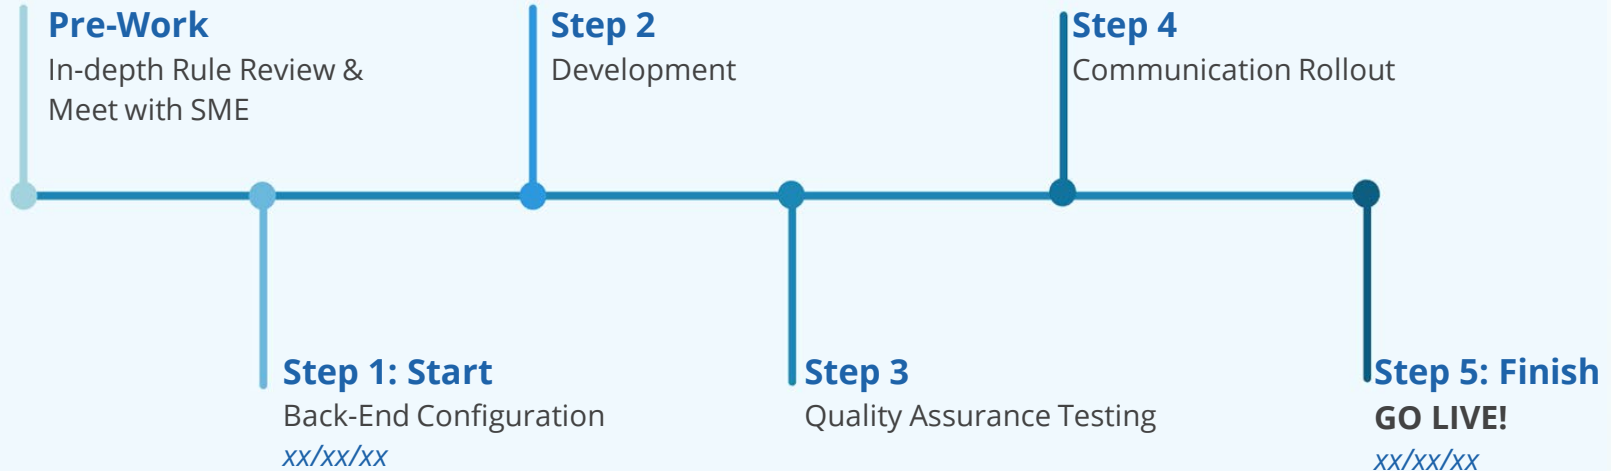 Pre-Work
In-depth Rule Review &
Meet with SME
Step 1: Start
Back-End Configuration
xx/xx/xx
Step 2
Development
Step 3
Quality Assurance Testing
Step 4
Communication Rollout
Step 5: Finish
GO LIVE!
xx/xx/xx